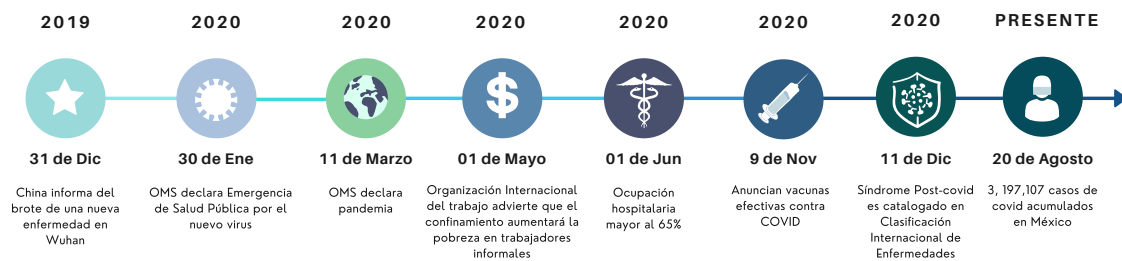 2019
31 de Dic
China informa del
brote de una nueva
enfermedad en
Wuhan
2020
30 de Ene
OMS declara Emergencia
de Salud Pública por el
nuevo virus
2020
11 de Marzo
OMS declara
pandemia
2020
01 de Mayo
Organización Internacional
del trabajo advierte que el
confinamiento aumentará la
pobreza en trabajadores
informales
2020
01 de Jun
Ocupación
hospitalaria
mayor al 65%
2020
9 de Nov
Anuncian vacunas
efectivas contra
COVID
2020
11 de Dic
Síndrome Post-covid
es catalogado en
Clasificación
Internacional de
Enfermedades
PRESENTE
20 de Agosto
3, 197,107 casos de
covid acumulados
en México